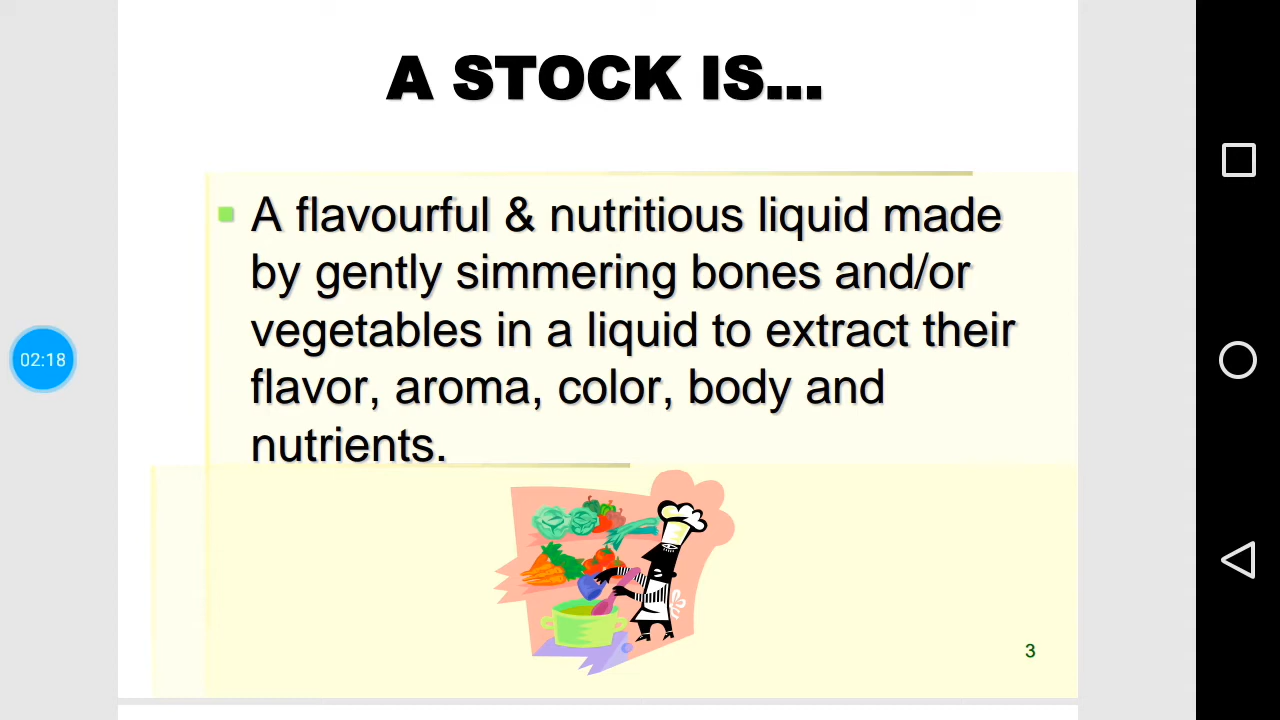 A STOCK IS...
A flavourful & nutritious liquid made
by gently simmering bones and/or
vegetables in a liquid to extract their
flavor, aroma, color, body and
nutrients.
02:18
3